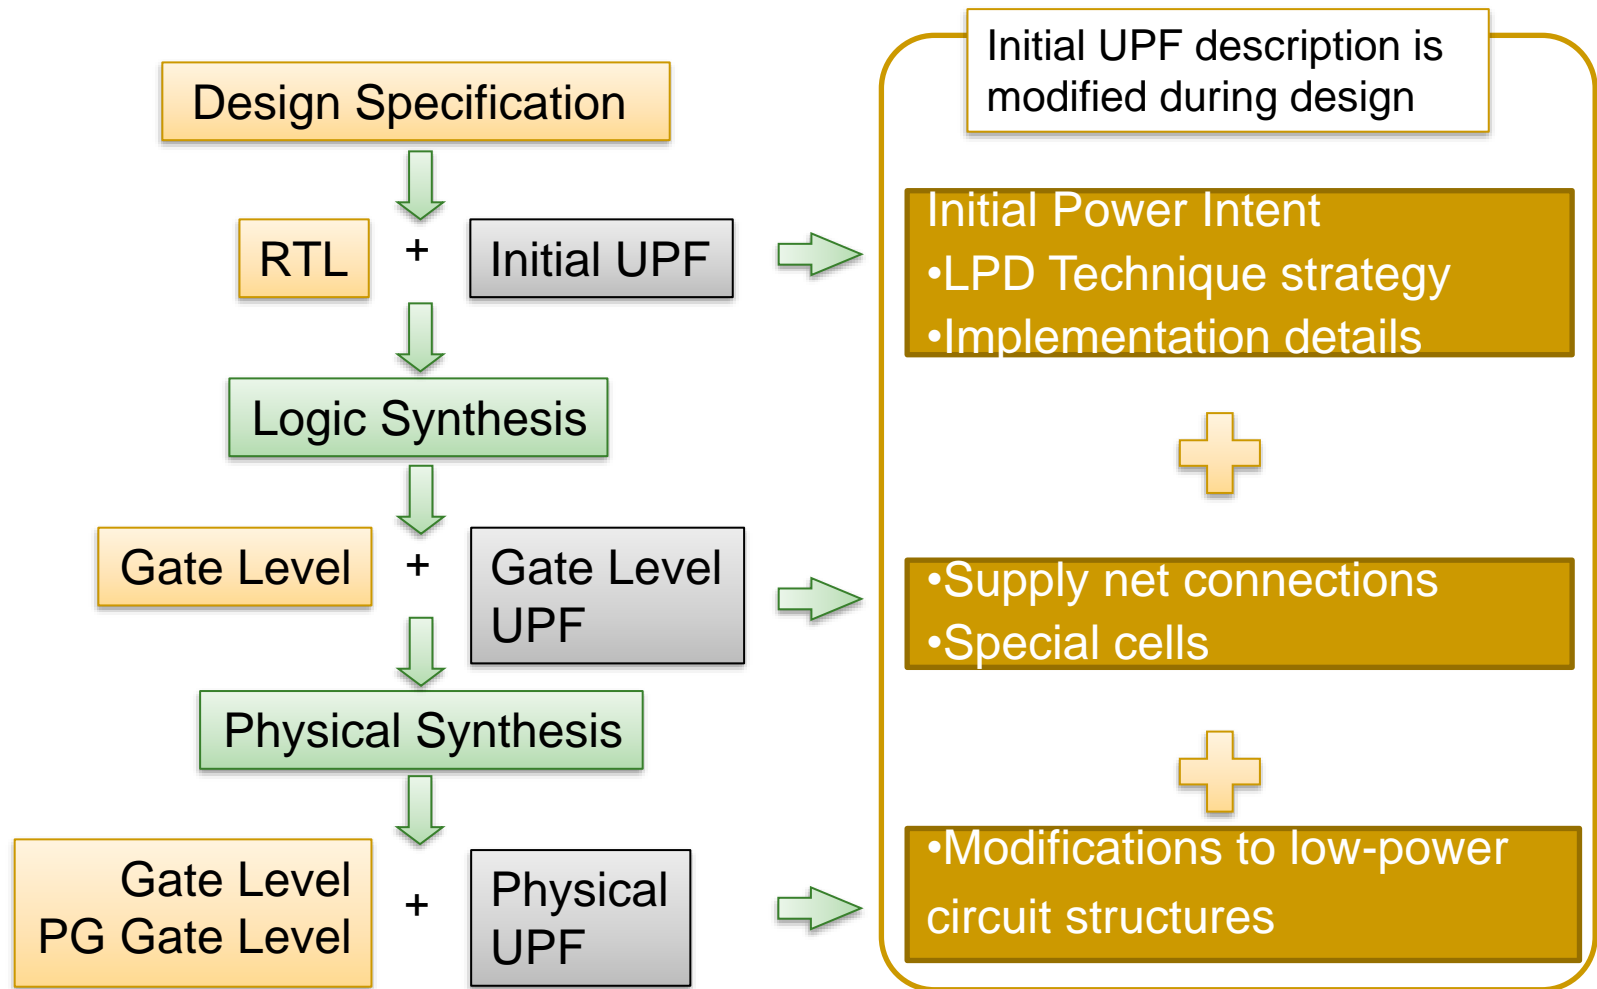 Design Specification
RTL
+
Initial UPF
Logic Synthesis
Gate Level
+
Gate Level
UPF
Physical Synthesis
Gate Level
PG Gate Level
+
Physical
UPF
Initial UPF description is
modified during design
Initial Power Intent
•LPD Technique strategy
•Implementation details
•Supply net connections
•Special cells
•Modifications to low-power
circuit structures